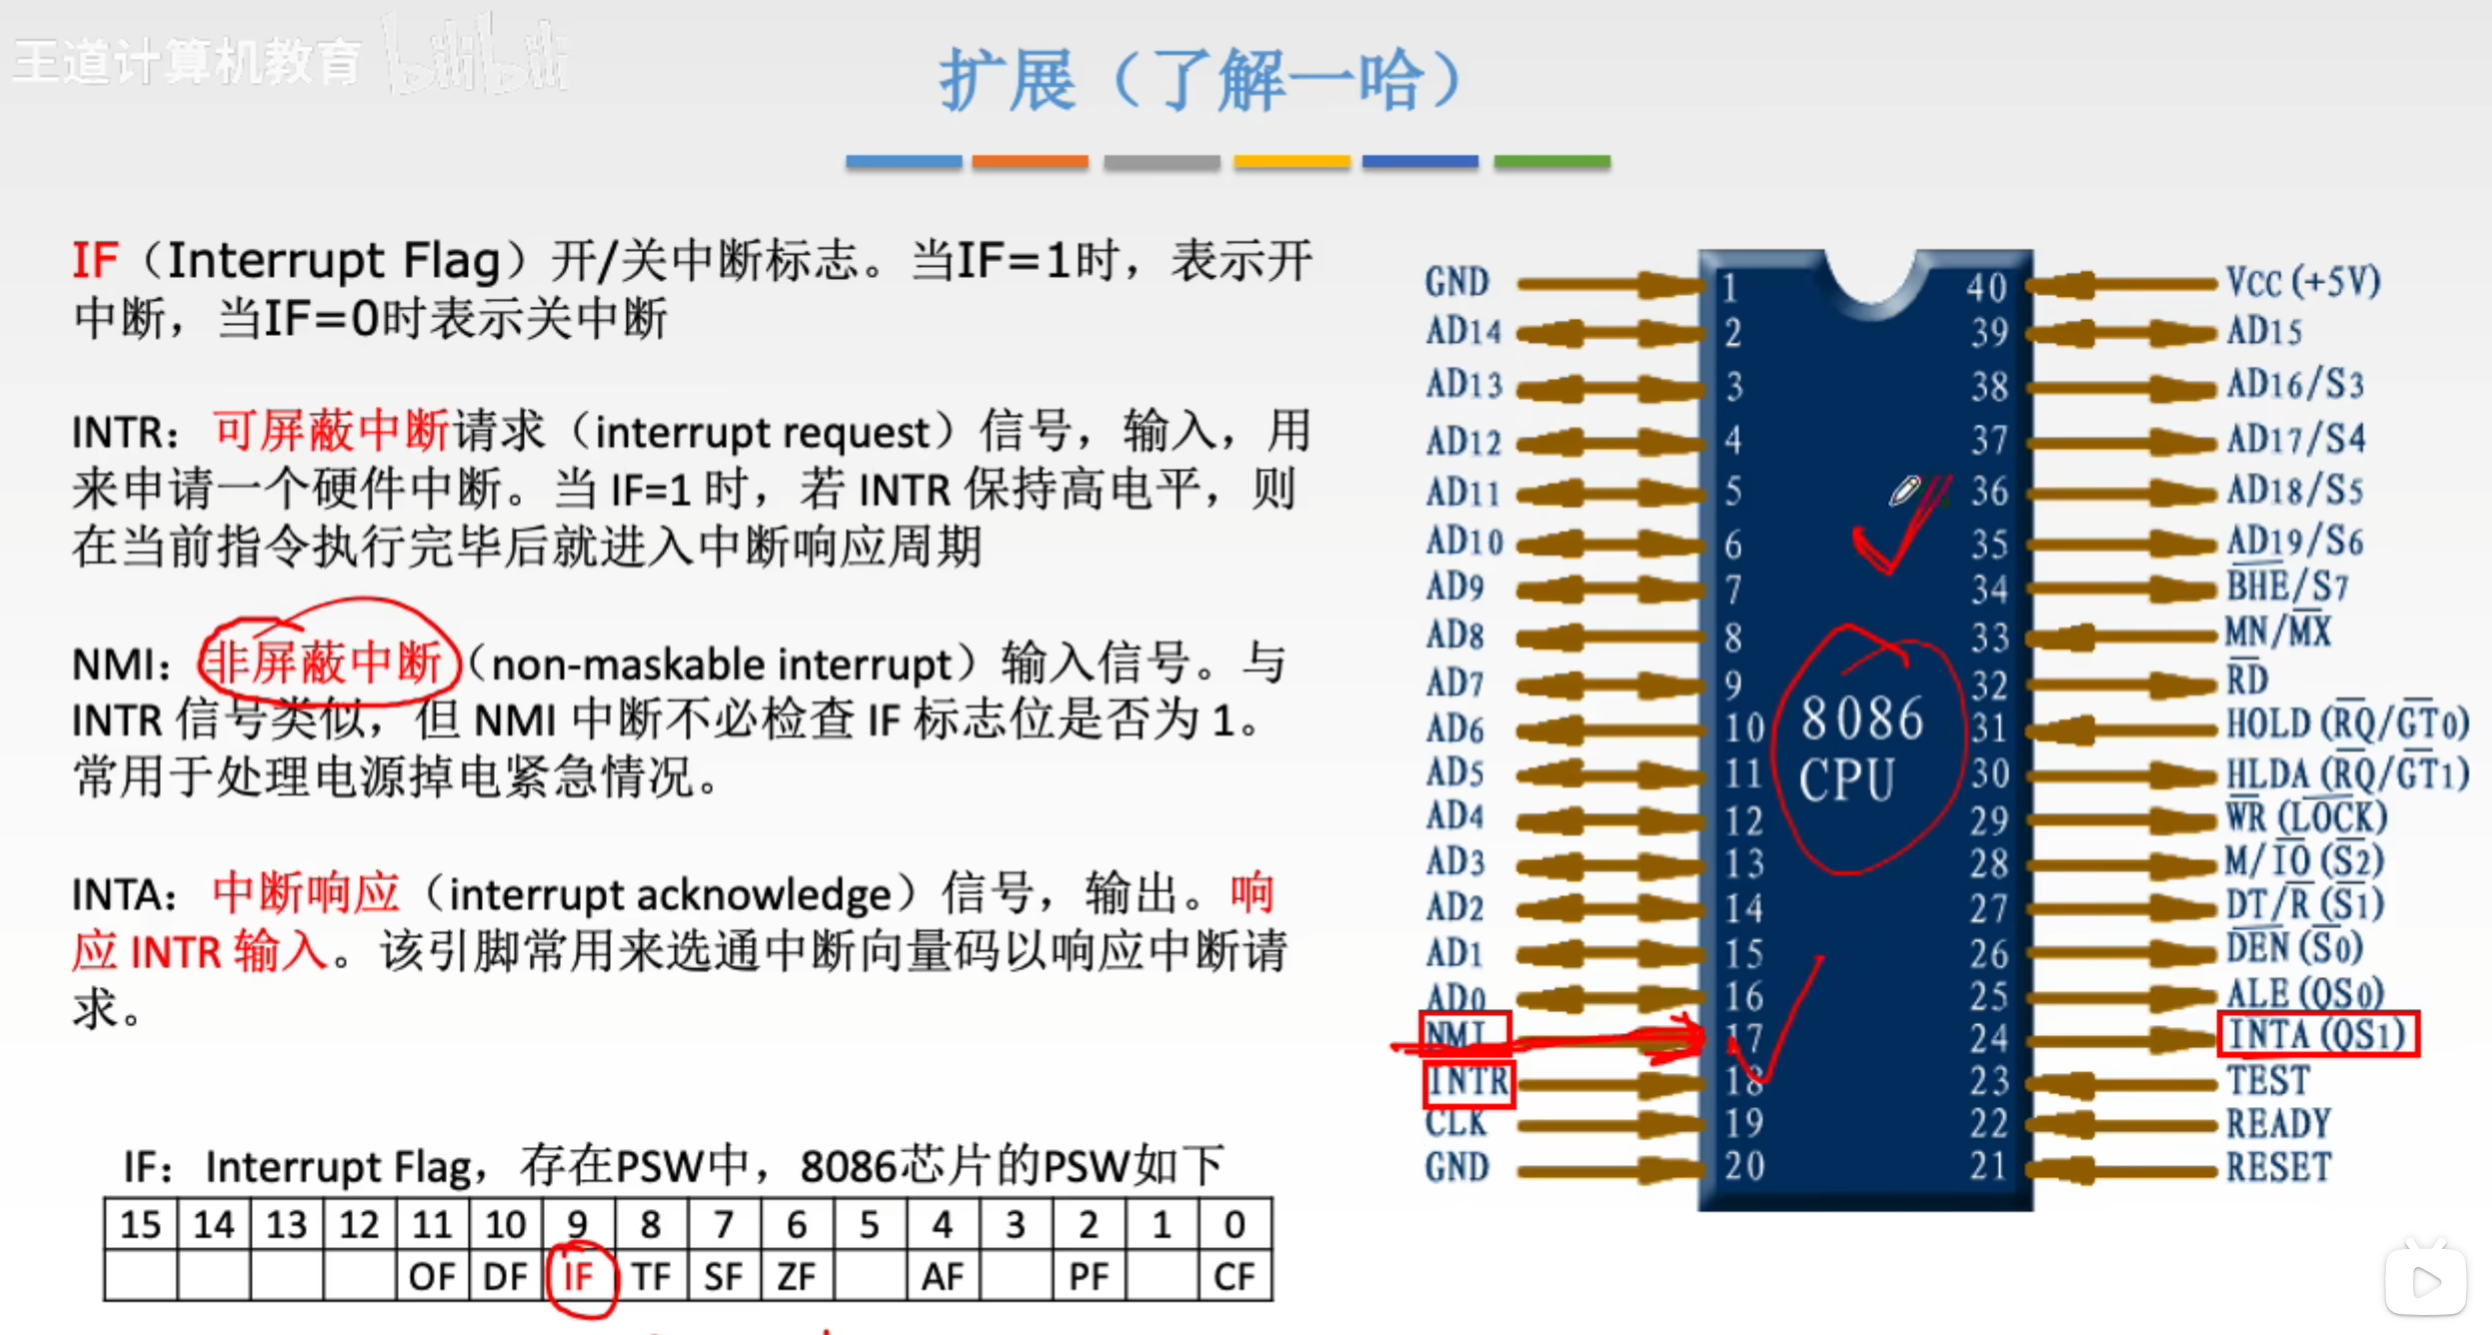 王道计算机教育 bilibili
扩展（了解一哈）
IF（Interrupt Flag）开/关中断标志。当IF=1时，表示开
中断，当IF=0时表示关中断
INTR：可屏蔽中断请求（interrupt request）信号，输入，用
来申请一个硬件中断。当 IF=1 时，若 INTR 保持高电平，则
在当前指令执行完毕后就进入中断响应周期
NMI：非屏蔽中断（non-maskable interrupt）输入信号。与
INTR 信号类似，但 NMI 中断不必检查 IF 标志位是否为 1。
常用于处理电源掉电紧急情况。
INTA：中断响应（interrupt acknowledge）信号，输出。响
应 INTR 输入。该引脚常用来选通中断向量码以响应中断请
求。
IF：Interrupt Flag，存在PSW中，8086芯片的PSW如下
15 14 13 12 11 10 9 8 7 6 5 4 3 2 1 0
OF DF IF TF SF ZF AF PF CF
GND 1 40 VCC (+5V)
AD14 2 39 AD15
AD13 3 38 AD16/S3
AD12 4 37 AD17/S4
AD11 5 36 AD18/S5
AD10 6 35 AD19/S6
AD9 7 34 BHE/S7
AD8 8 33 MN/MX
AD7 9 32 RD
AD6 10 31 HOLD (RQ/GT0)
AD5 11 30 HLDA (RQ/GT1)
AD4 12 29 WR (LOCK)
AD3 13 28 M/IO (S2)
AD2 14 27 DT/R (S1)
AD1 15 26 DEN (S0)
AD0 16 25 ALE (QS0)
NMI 17 24 INTA (QS1)
INTR 18 23 TEST
CLK 19 22 READY
GND 20 21 RESET
8086
CPU